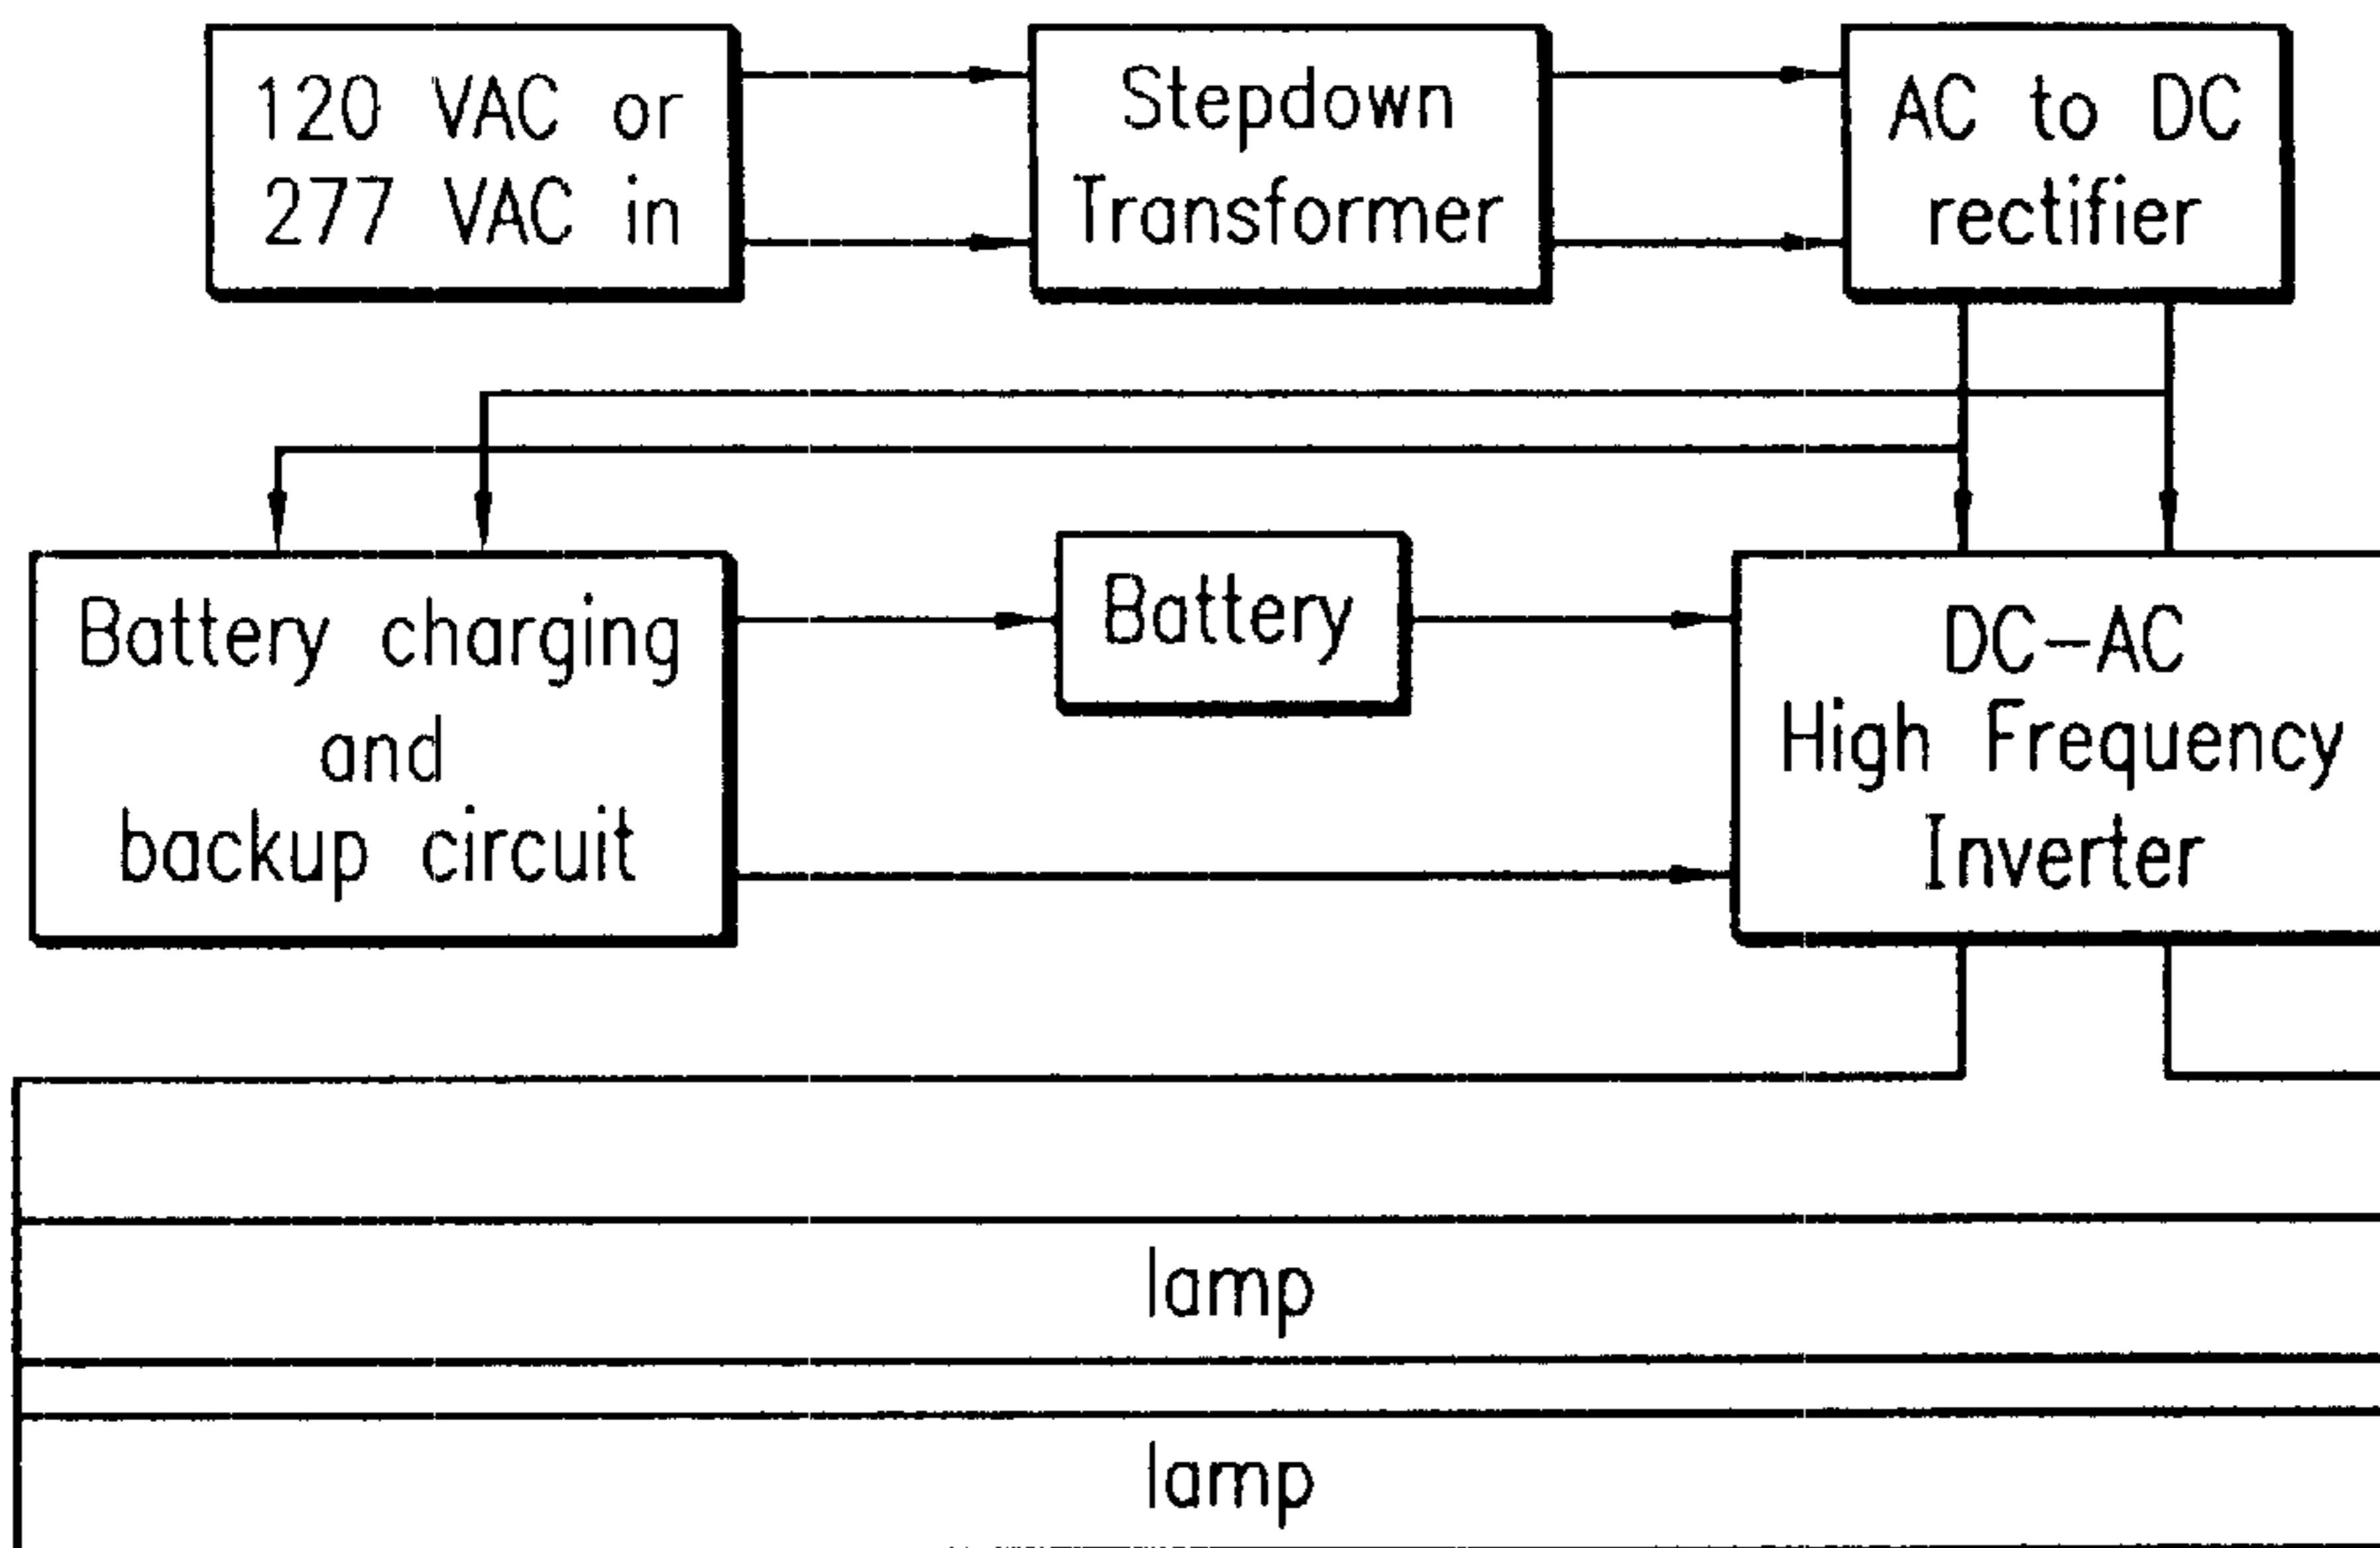 120 VAC or
277 VAC in
Stepdown
Transformer
AC to DC
rectifier
Battery charging
and
backup circuit
Battery
DC-AC
High Frequency
Inverter
lamp
lamp